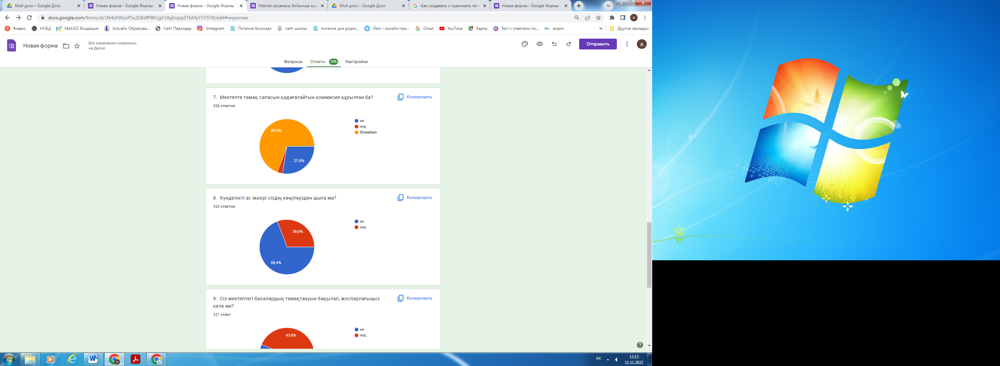 Мой диск – Google Диск
Новая форма - Google Формы
Новая форма - Google Формы
Мектеп асханасы бойынша сау
Мой диск – Google Диск
Как создавать и оценивать тест
Новая форма - Google Формы
docs.google.com/forms/d/1fk4sHXGoPSx2GBdfP8K1gV10gExqzySTbFAjY57i5Y8/edit#responses
A
Яндекс
НОБД
Mail.KZ: Входящие
Actualis: Образова...
Сайт Павлодар
Instagram
Питание билимал
сайт школы
питания для родит...
iTest – онлайн-тре...
Gmail
YouTube
Карты
Тест с ответами по...
HR+ asspm
»
Другие закладки
Новая форма
Все изменения сохранены
на Диске
Отправить
A
Вопросы
Ответы 336
Настройки
7. Мектепте тамақ сапасын қадағалайтын коммисия құрылған ба?
Копировать
326 ответов
69,3%
27,6%
ия
жоқ
білмеймін
8. Күнделікті ас мәзірі сіздің көңіліңізден шыға ма?
Копировать
320 ответов
30,6%
69,4%
ия
жоқ
9. Сіз мектептегі балалардың тамақтануын бақылап, жоспарлағыңыз
келе ме?
Копировать
321 ответ
43,6%
ия
жоқ
KK
12:15
11.11.2022